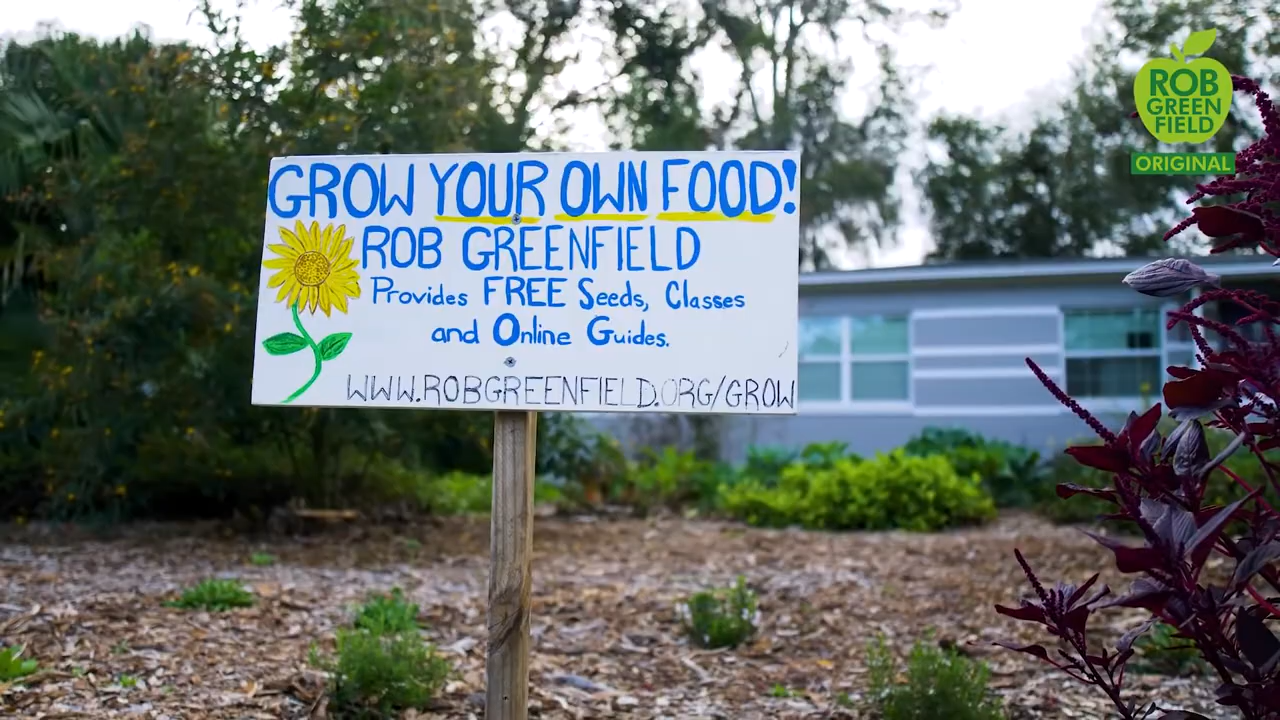 GROW YOUR OWN FOOD!
ROB GREENFIELD
Provides FREE Seeds, Classes
and Online Guides.
WWW.ROBGREENFIELD.ORG/GROW
ROB
GREEN
FIELD
ORIGINAL